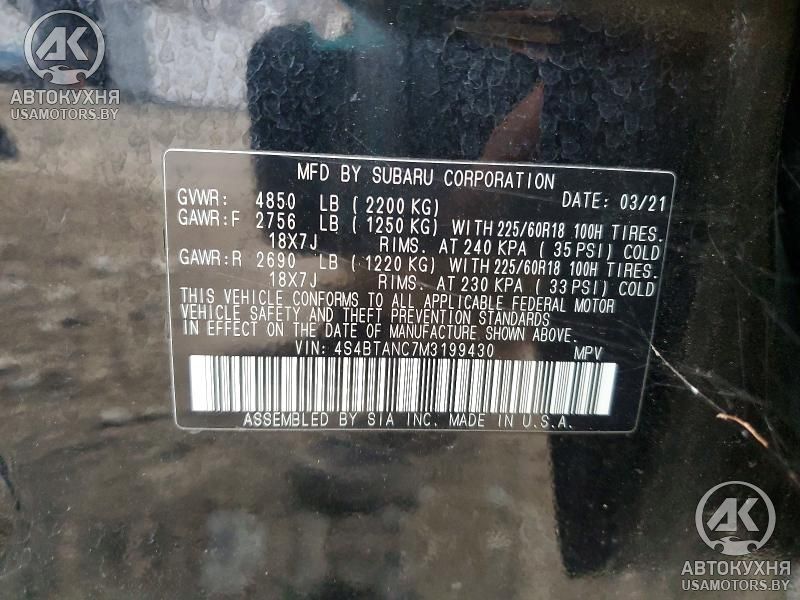 AK
АВТОКУХНЯ
USAMOTORS.BY
MFD BY SUBARU CORPORATION DATE: 03/21
GVWR: 4850 LB ( 2200 KG)
GAWR:F 2756 LB ( 1250 KG) WITH 225/60R18 100H TIRES.
18X7J RIMS. AT 240 KPA ( 35 PSI) COLD
GAWR:R 2690 LB ( 1220 KG) WITH 225/60R18 100H TIRES.
18X7J RIMS. AT 230 KPA ( 33 PSI) COLD
THIS VEHICLE CONFORMS TO ALL APPLICABLE FEDERAL MOTOR
VEHICLE SAFETY AND THEFT PREVENTION STANDARDS
IN EFFECT ON THE DATE OF MANUFACTURE SHOWN ABOVE.
VIN: 4S4BTANC7M3199430 MPV
ASSEMBLED BY SIA INC. MADE IN U.S.A.
AK
АВТОКУХНЯ
USAMOTORS.BY